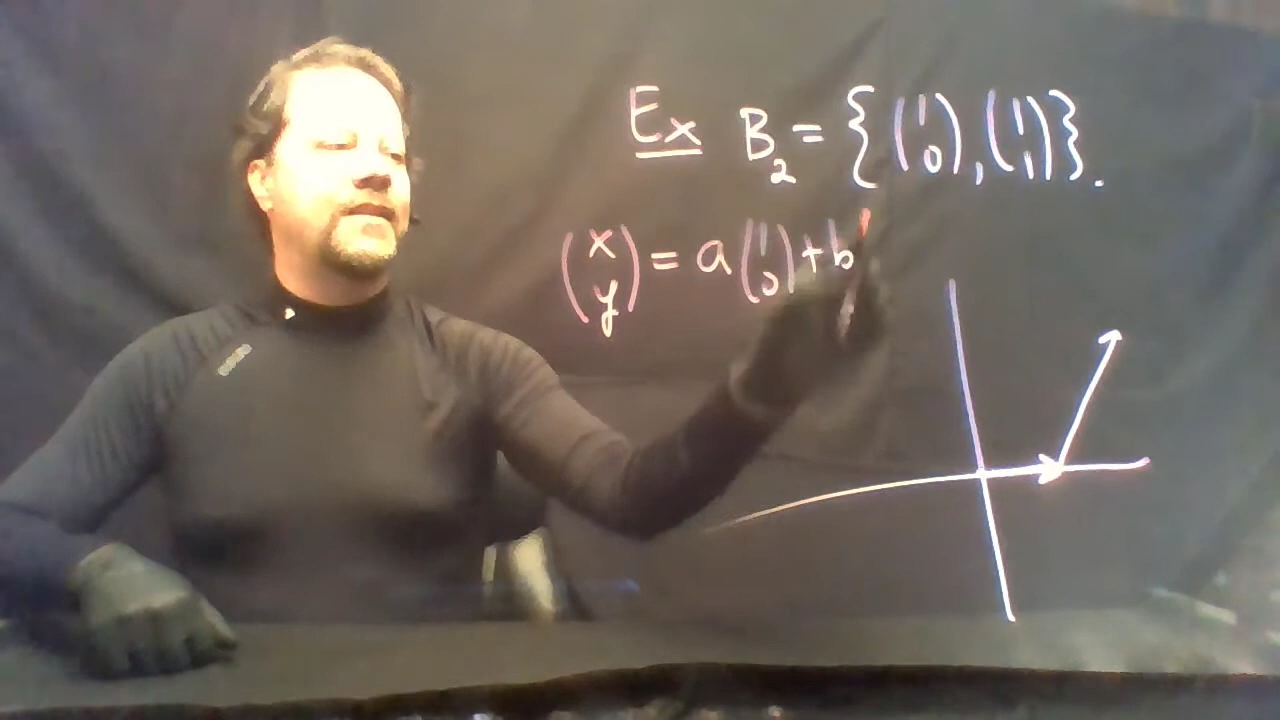 Ex B₂ = {(1 0), (1 1)}.
(x y) = a(1 0) + b